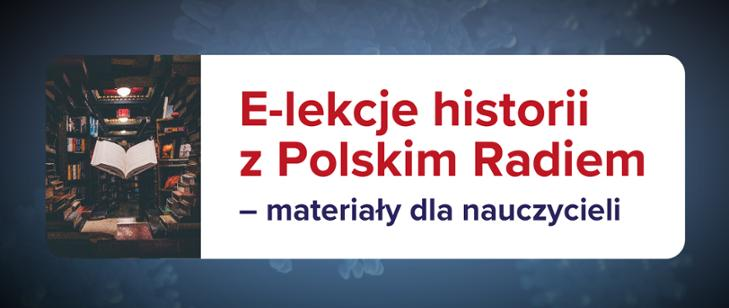 E-lekcje historii
z Polskim Radiem
– materiały dla nauczycieli